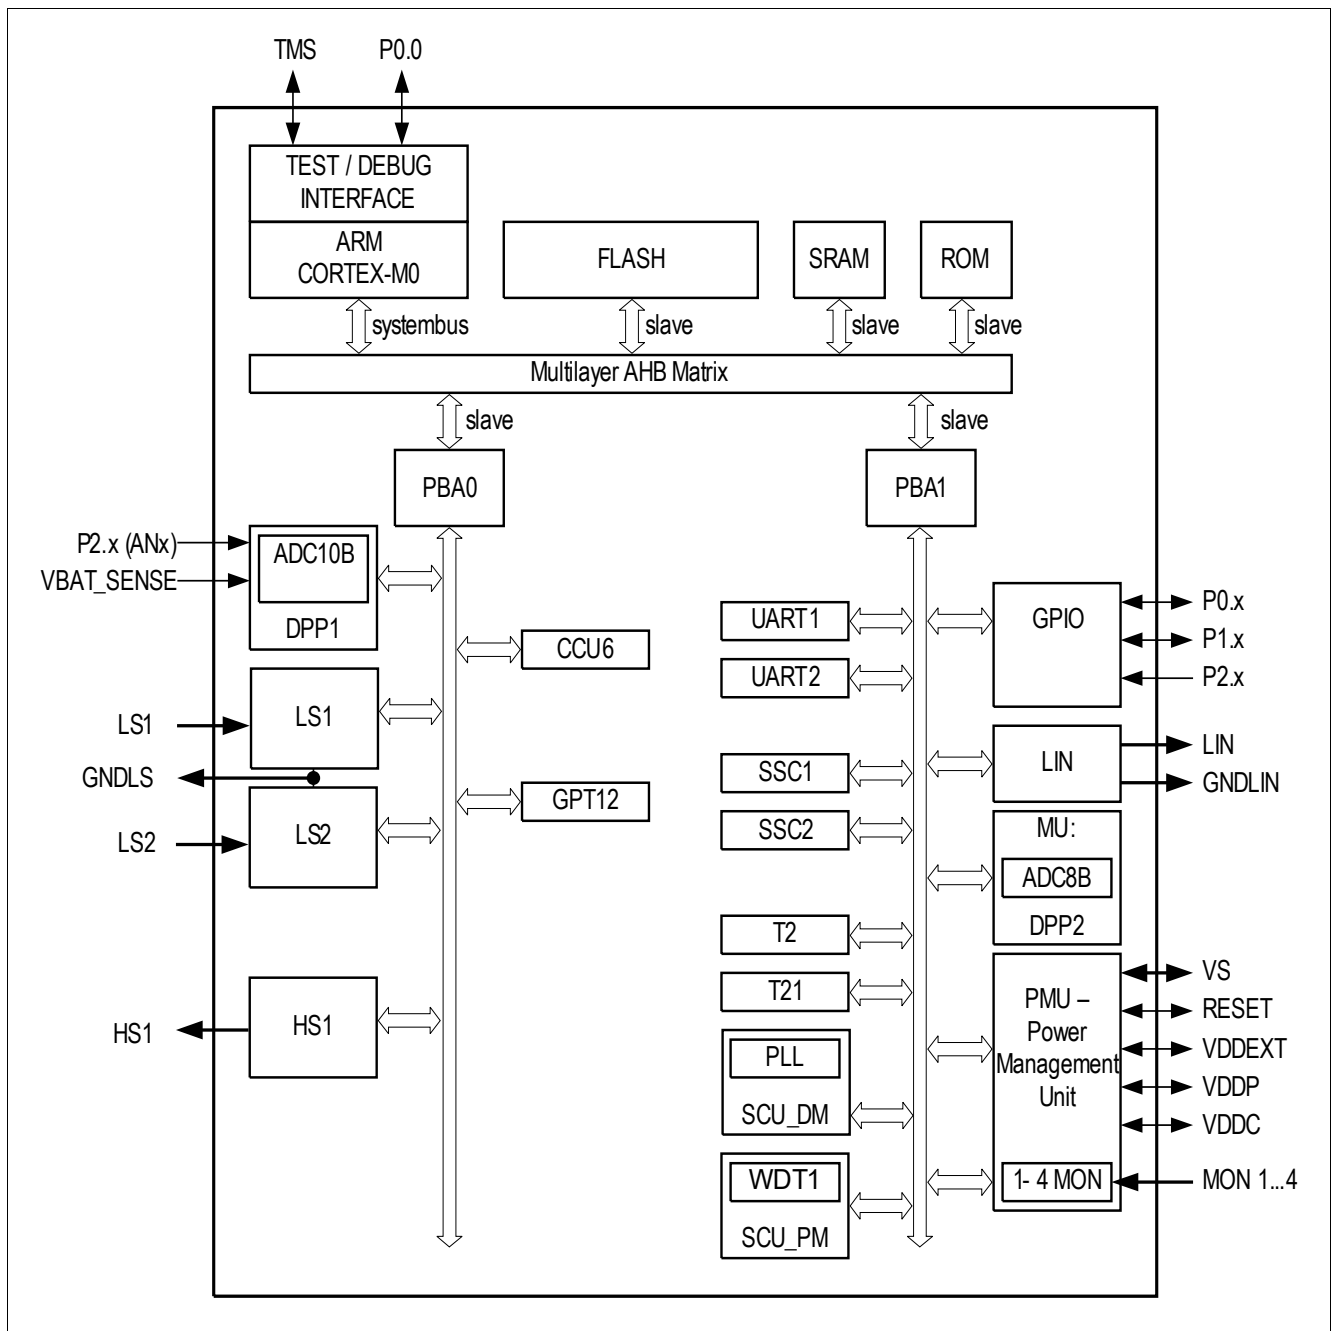 TMS
P0.0
TEST / DEBUG
INTERFACE
ARM
CORTEX-M0
FLASH
SRAM
ROM
systembus
slave
slave
slave
Multilayer AHB Matrix
slave
slave
PBA0
PBA1
P2.x (ANx)
VBAT_SENSE
ADC10B
DPP1
CCU6
LS1
LS1
GNDLS
LS2
LS2
GPT12
HS1
HS1
UART1
UART2
SSC1
SSC2
T2
T21
PLL
SCU_DM
WDT1
SCU_PM
GPIO
P0.x
P1.x
P2.x
LIN
LIN
GNDLIN
MU:
ADC8B
DPP2
PMU –
Power
Management
Unit
1- 4 MON
VS
RESET
VDDEXT
VDDP
VDDC
MON 1...4